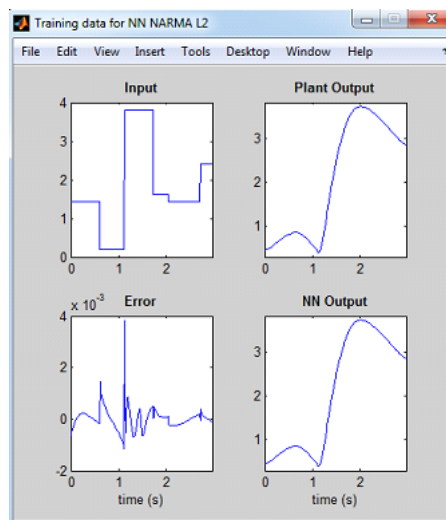 Training data for NN NARMA L2
File Edit View Insert Tools Desktop Window Help
Input
4
3
2
1
0
0 1 2
Plant Output
3
2
1
0 1 2
Error
x 10^-3
4
2
0
-2
0 1 2
time (s)
NN Output
3
2
1
0 1 2
time (s)